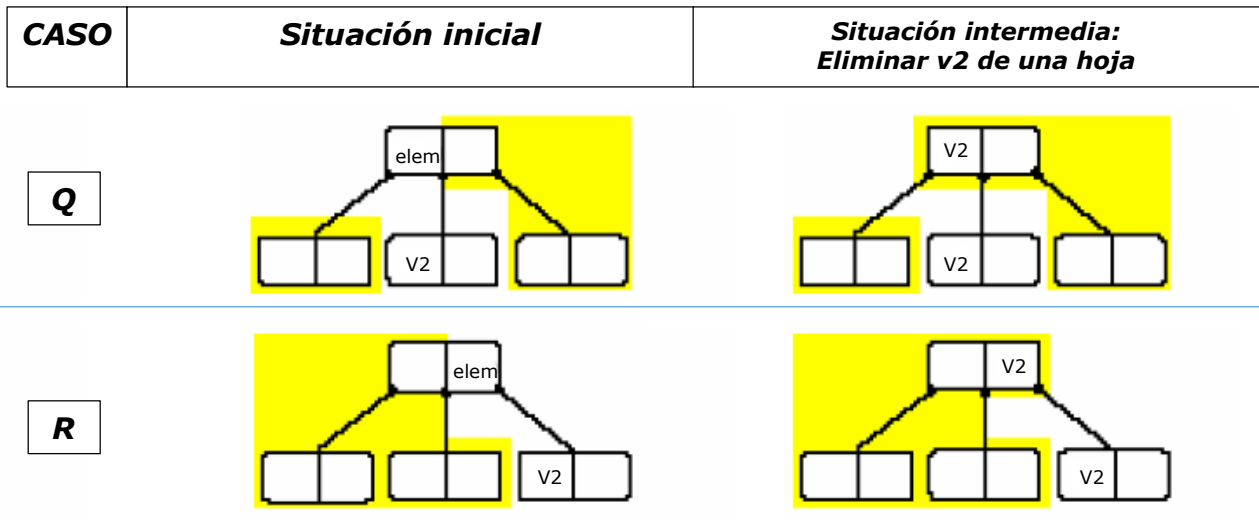 CASO
Situación inicial
Situación intermedia:
Eliminar v2 de una hoja
Q
elem
V2
V2
V2
R
elem
V2
V2
V2